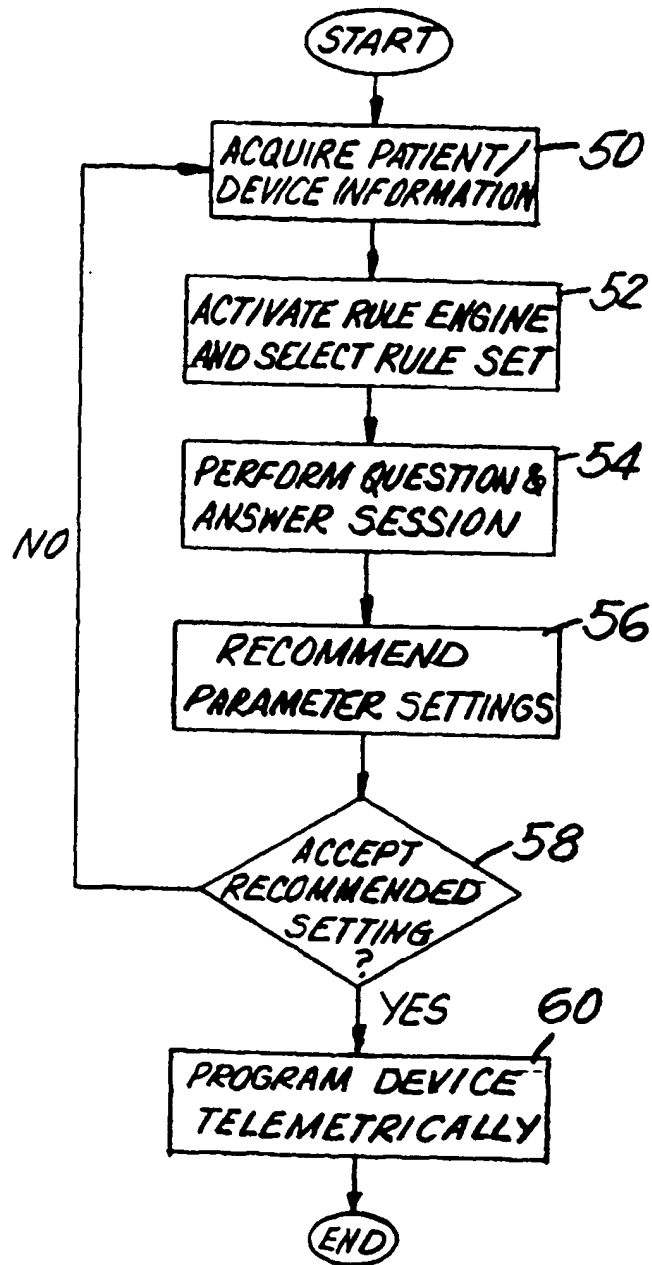 START
ACQUIRE PATIENT/
DEVICE INFORMATION
50
ACTIVATE RULE ENGINE
AND SELECT RULE SET
52
PERFORM QUESTION &
ANSWER SESSION
54
RECOMMEND
PARAMETER SETTINGS
56
NO
ACCEPT
RECOMMENDED
SETTING
?
58
YES
PROGRAM DEVICE
TELEMETRICALLY
60
END